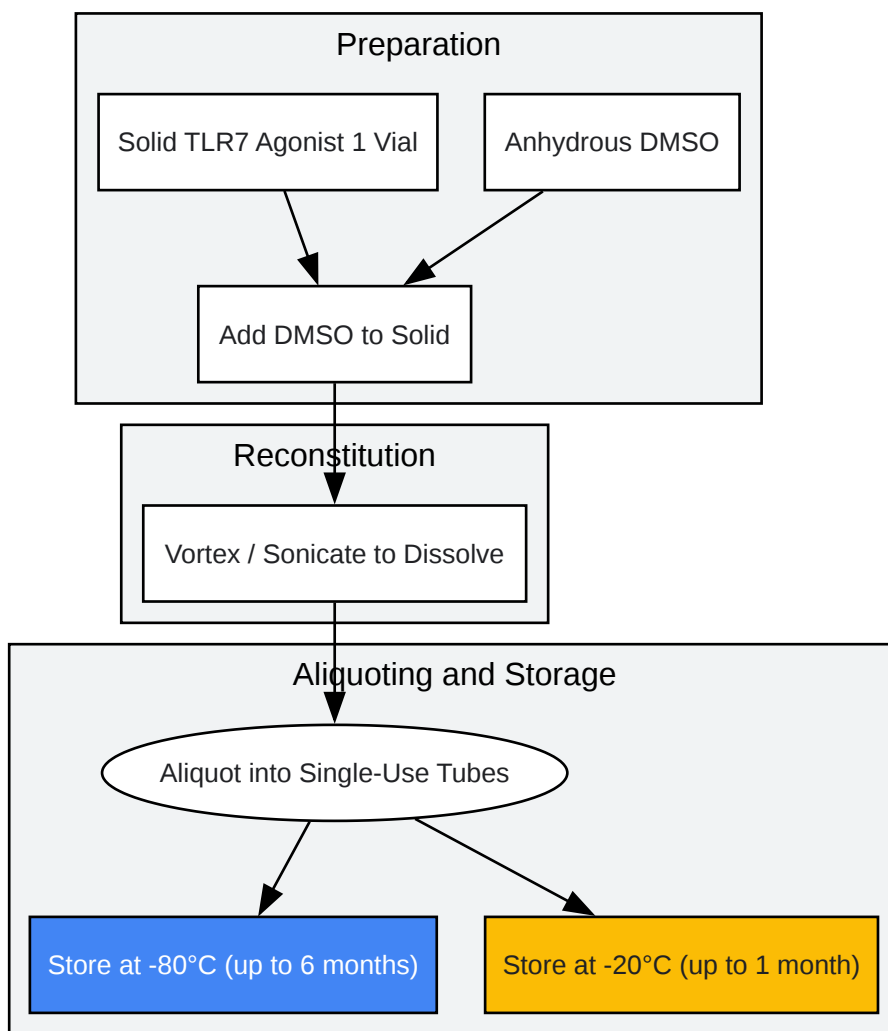 Preparation
Solid TLR7 Agonist 1 Vial
Anhydrous DMSO
Add DMSO to Solid
Reconstitution
Vortex / Sonicate to Dissolve
Aliquoting and Storage
Aliquot into Single-Use Tubes
Store at -80°C (up to 6 months)
Store at -20°C (up to 1 month)